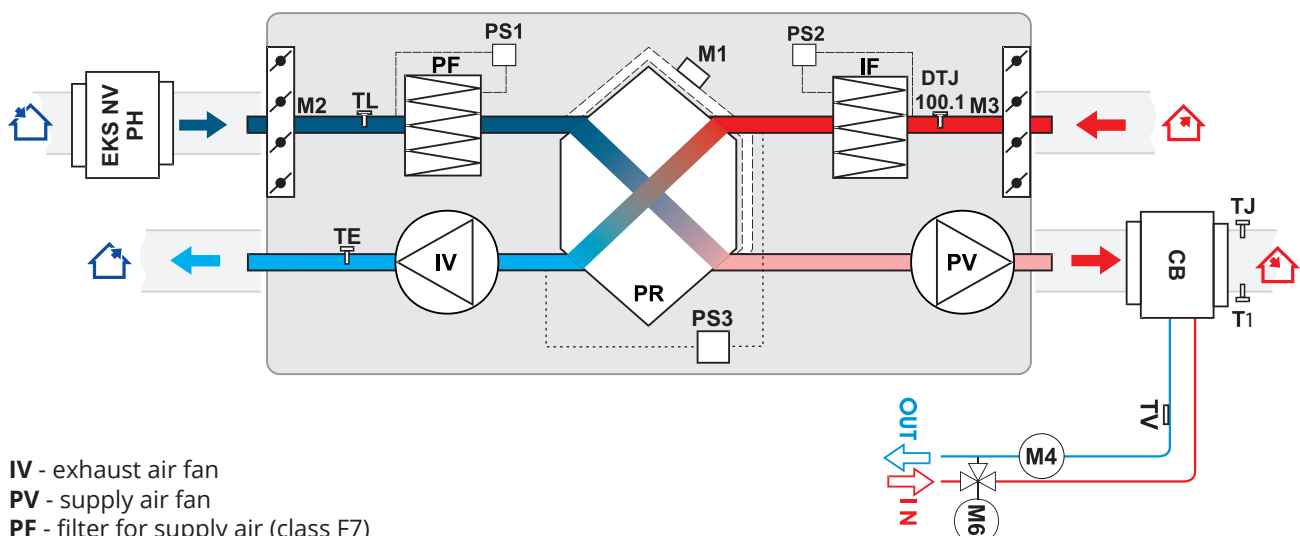 PS1
PS2
M1
PF
IF
DTJ
100.1
M3
M2
TL
EKS NV
PH
TE
IV
PR
PV
TJ
CB
T1
PS3
TV
OUT
M4
IN
M6
IV - exhaust air fan
PV - supply air fan
PF - filter for supply air (class F7)